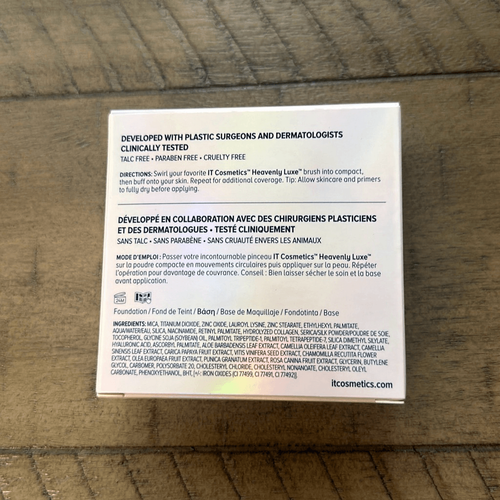 DEVELOPED WITH PLASTIC SURGEONS AND DERMATOLOGISTS
CLINICALLY TESTED
TALC FREE • PARABEN FREE • CRUELTY FREE
DIRECTIONS: Swirl your favorite IT Cosmetics™ Heavenly Luxe™ brush into compact,
then buff onto your skin. Repeat for additional coverage. Tip: Allow skincare and primers
to fully dry before applying.
DÉVELOPPÉ EN COLLABORATION AVEC DES CHIRURGIENS PLASTICIENS
ET DES DERMATOLOGUES • TESTÉ CLINIQUEMENT
SANS TALC • SANS PARABÈNE • SANS CRUAUTÉ ENVERS LES ANIMAUX
MODE D'EMPLOI : Passer votre incontournable pinceau IT Cosmetics™ Heavenly Luxe™
sur la poudre compacte en mouvements circulaires puis appliquer sur la peau. Répéter
l'opération pour davantage de couvrance. Conseil : Bien laisser sécher le soin et la base
avant application.
24M
Foundation / Fond de Teint / Βάση / Base de Maquillaje / Fondotinta / Base
INGREDIENTS: MICA, TITANIUM DIOXIDE, ZINC OXIDE, LAUROYL LYSINE, ZINC STEARATE, ETHYLHEXYL PALMITATE,
AQUA/WATER/EAU, SILICA, NIACINAMIDE, RETINYL PALMITATE, HYDROLYZED COLLAGEN, SERICA/SILK POWDER/POUDRE DE SOIE,
TOCOPHEROL, GLYCINE SOJA (SOYBEAN) OIL, PALMITOYL TRIPEPTIDE-1, PALMITOYL TETRAPEPTIDE-7, SILICA DIMETHYL SILYLATE,
HYALURONIC ACID, ASCORBYL PALMITATE, ALOE BARBADENSIS LEAF EXTRACT, CAMELLIA OLEIFERA LEAF EXTRACT, CAMELLIA
SINENSIS LEAF EXTRACT, CARICA PAPAYA FRUIT EXTRACT, VITIS VINIFERA SEED EXTRACT, CHAMOMILLA RECUTITA FLOWER
EXTRACT, OLEA EUROPAEA FRUIT EXTRACT, PUNICA GRANATUM EXTRACT, ROSA CANINA FRUIT EXTRACT, GLYCERIN, BUTYLENE
GLYCOL, CARBOMER, POLYSORBATE 20, CHOLESTERYL CHLORIDE, CHOLESTERYL NONANOATE, CHOLESTERYL OLEYL
CARBONATE, PHENOXYETHANOL, BHT, [+/- IRON OXIDES (CI 77499, CI 77491, CI 77492)].
itcosmetics.com